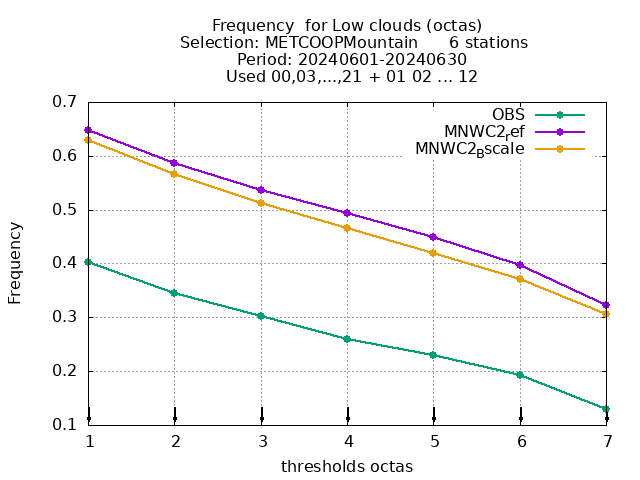 Frequency  for Low clouds (octas)
Selection: METCOOPMountain      6 stations
Period: 20240601-20240630
Used 00,03,...,21 + 01 02 ... 12
OBS
MNWC2ref
MNWC2Bscale
0.7
0.6
0.5
0.4
0.3
0.2
0.1
Frequency
1 2 3 4 5 6 7
thresholds octas